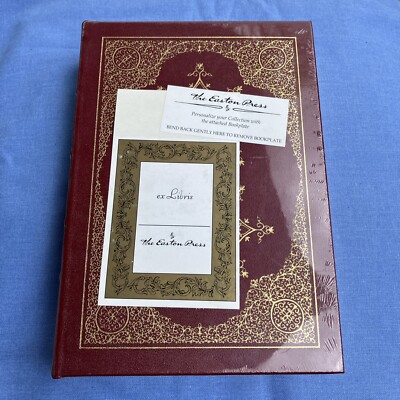 The Easton Press
Personalize your Collection with
the attached Bookplate
BEND BACK GENTLY HERE TO REMOVE BOOKPLATE
ex Libris
The Easton Press